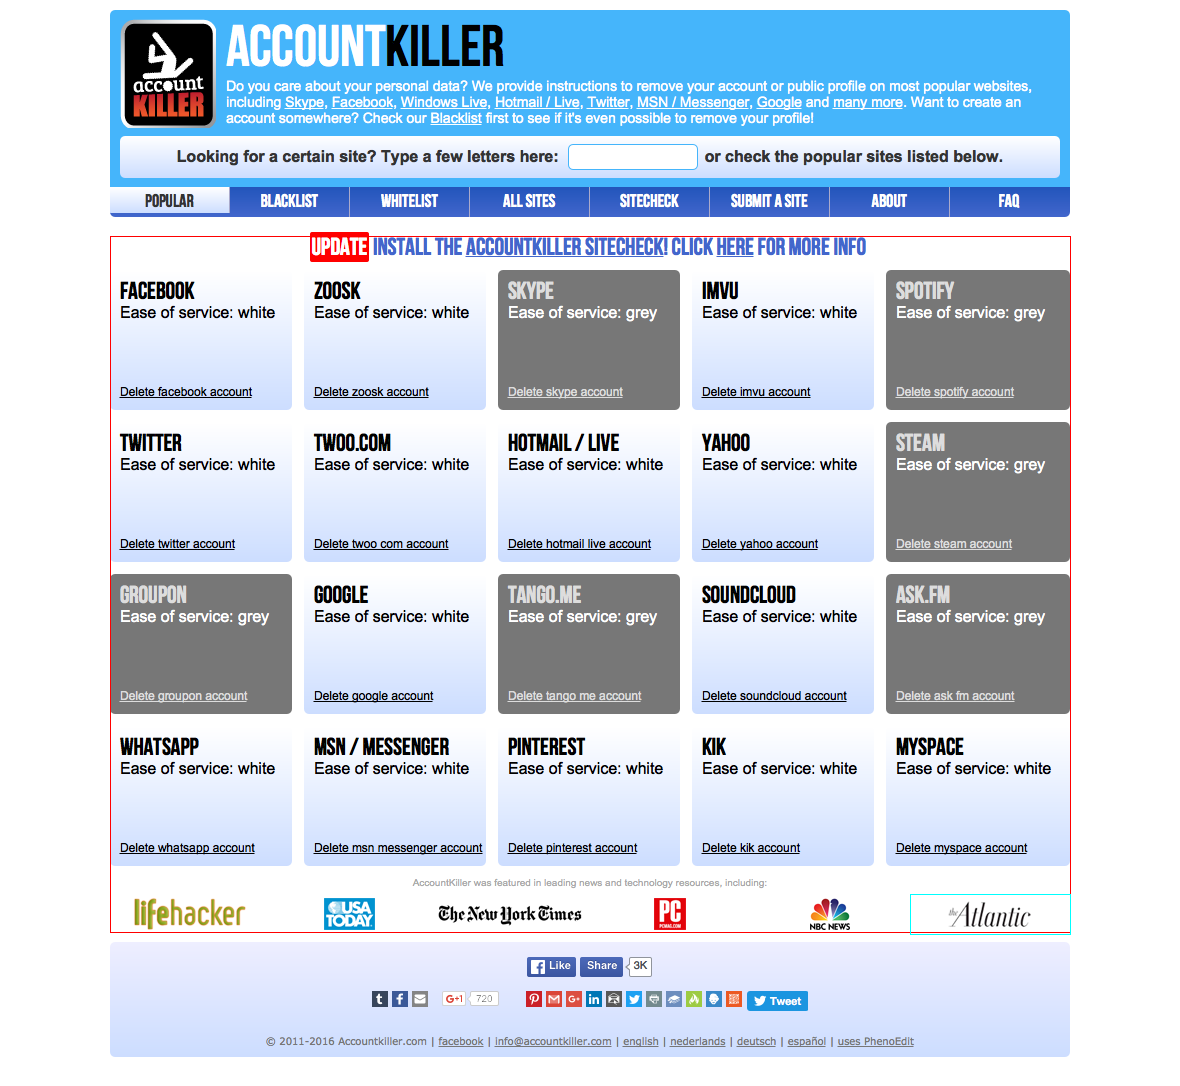 account
KILLER
ACCOUNTKILLER
Do you care about your personal data? We provide instructions to remove your account or public profile on most popular websites,
including Skype, Facebook, Windows Live, Hotmail / Live, Twitter, MSN / Messenger, Google and many more. Want to create an
account somewhere? Check our Blacklist first to see if it's even possible to remove your profile!
Looking for a certain site? Type a few letters here: or check the popular sites listed below.
POPULAR BLACKLIST WHITELIST ALL SITES SITECHECK SUBMIT A SITE ABOUT FAQ
UPDATE INSTALL THE ACCOUNTKILLER SITECHECK! CLICK HERE FOR MORE INFO
FACEBOOK
Ease of service: white
Delete facebook account
ZOOSK
Ease of service: white
Delete zoosk account
SKYPE
Ease of service: grey
Delete skype account
IMVU
Ease of service: white
Delete imvu account
SPOTIFY
Ease of service: grey
Delete spotify account
TWITTER
Ease of service: white
Delete twitter account
TWOO.COM
Ease of service: white
Delete twoo com account
HOTMAIL / LIVE
Ease of service: white
Delete hotmail live account
YAHOO
Ease of service: white
Delete yahoo account
STEAM
Ease of service: grey
Delete steam account
GROUPON
Ease of service: grey
Delete groupon account
GOOGLE
Ease of service: white
Delete google account
TANGO.ME
Ease of service: grey
Delete tango me account
SOUNDCLOUD
Ease of service: white
Delete soundcloud account
ASK.FM
Ease of service: grey
Delete ask fm account
WHATSAPP
Ease of service: white
Delete whatsapp account
MSN / MESSENGER
Ease of service: white
Delete msn messenger account
PINTEREST
Ease of service: white
Delete pinterest account
KIK
Ease of service: white
Delete kik account
MYSPACE
Ease of service: white
Delete myspace account
AccountKiller was featured in leading news and technology resources, including:
lifehacker
USA
TODAY
The New York Times
PC
PCMAG.COM
NBC NEWS
the Atlantic
Like Share 3K
G+1 720
Tweet
© 2011-2016 Accountkiller.com | facebook | info@accountkiller.com | english | nederlands | deutsch | español | uses PhenoEdit